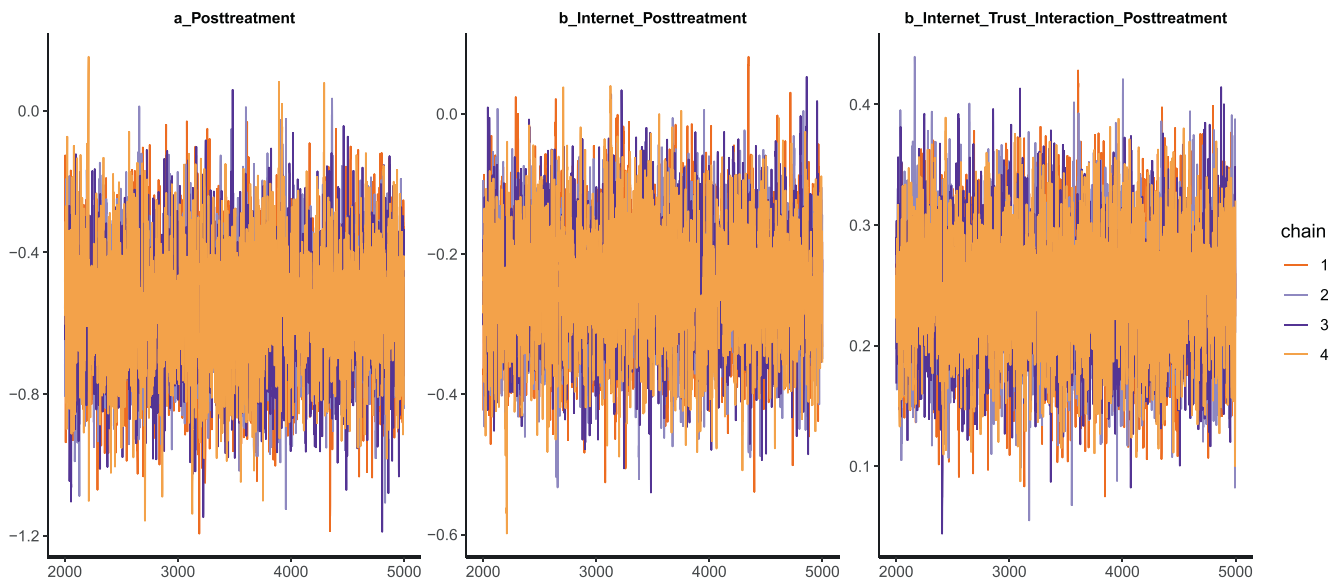 a_Posttreatment
b_Internet_Posttreatment
b_Internet_Trust_Interaction_Posttreatment
0.0
−0.4
−0.8
−1.2
2000 3000 4000 5000
0.0
−0.2
−0.4
−0.6
2000 3000 4000 5000
0.4
0.3
0.2
0.1
2000 3000 4000 5000
chain
1
2
3
4